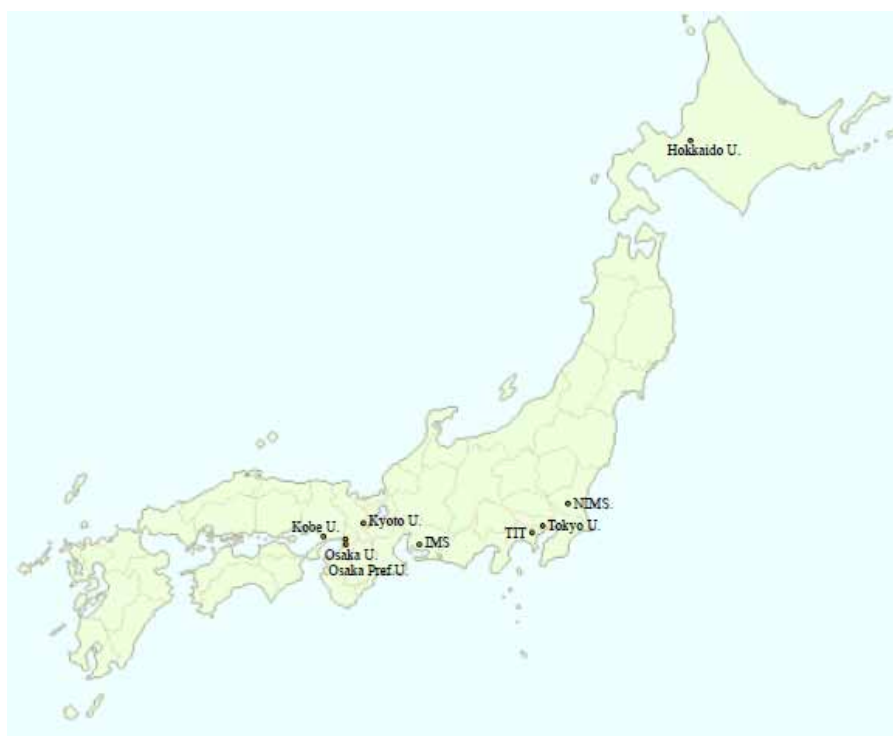 Hokkaido U.
NIMS.
Kyoto U.
Tokyo U.
Kobe U.
TIT
IMS
Osaka U.
Osaka Pref.U.